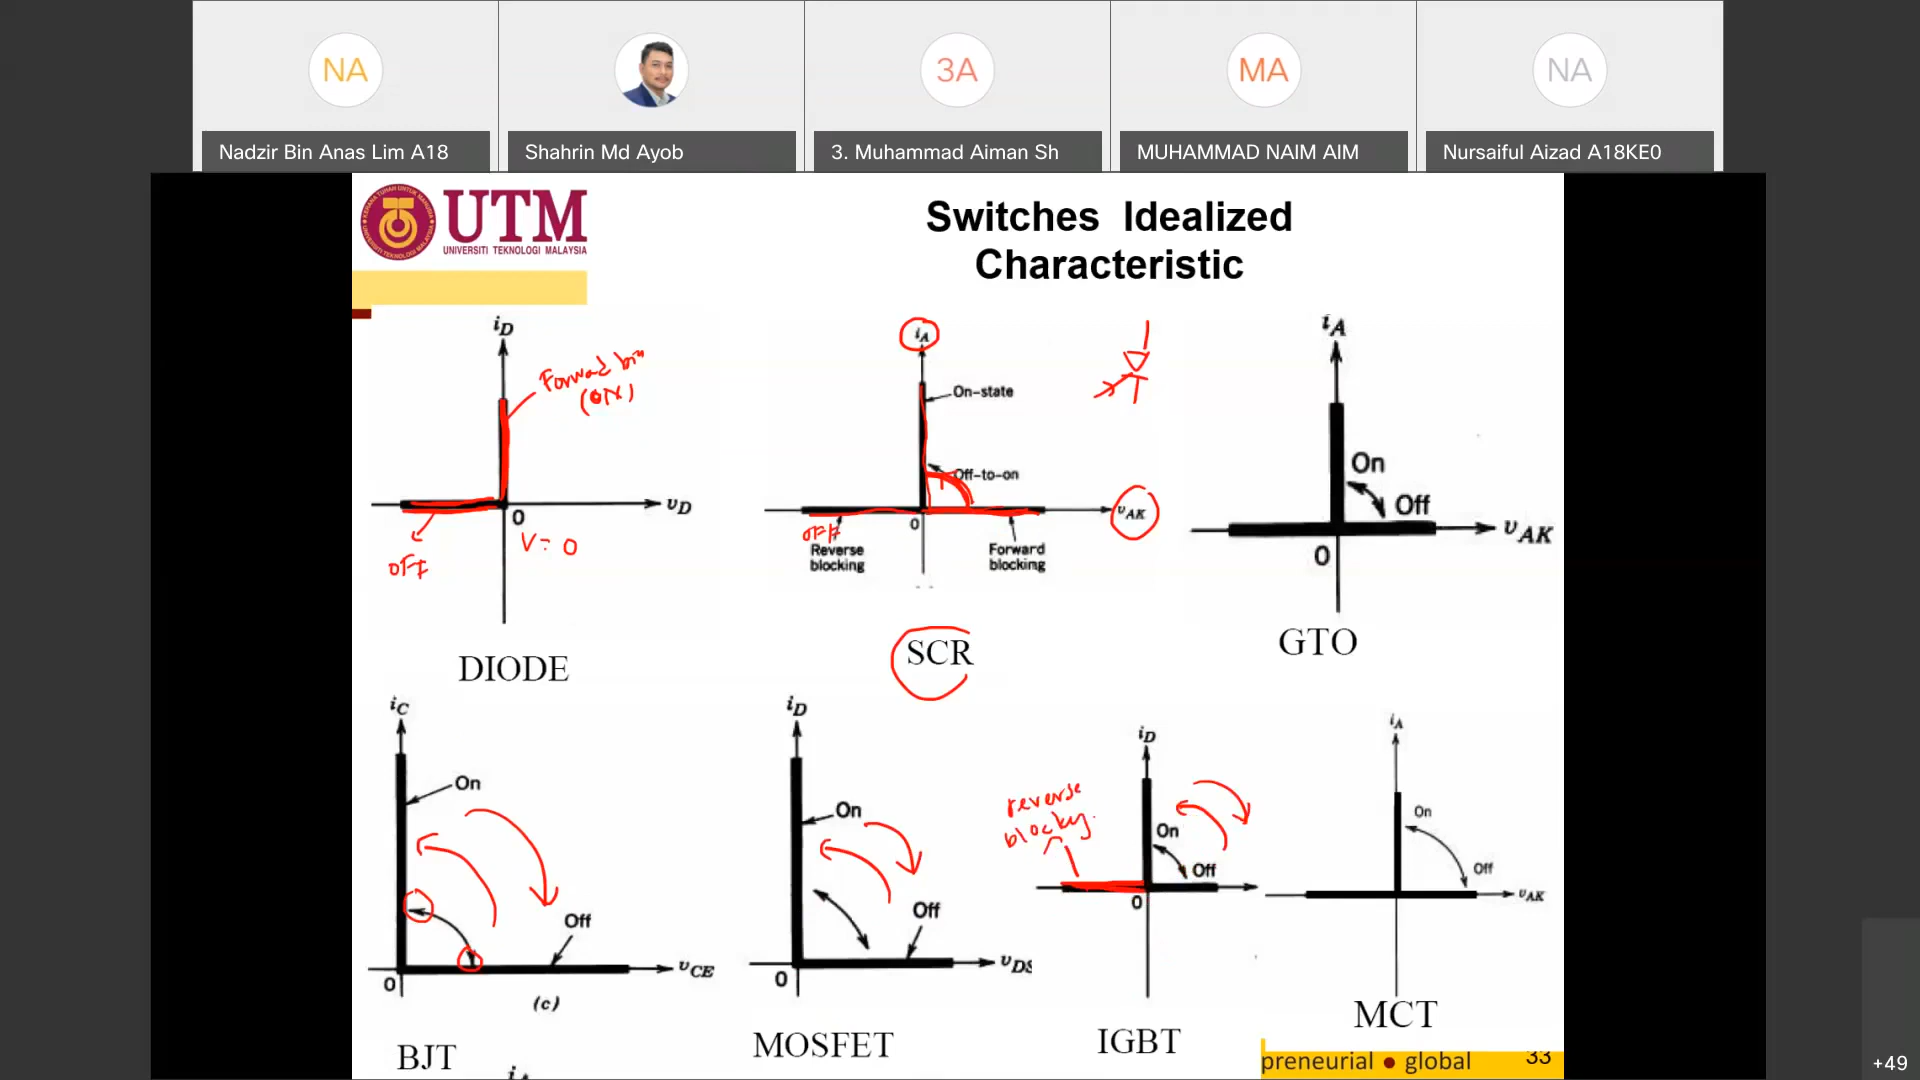 NA
3A
MA
NA
Nadzir Bin Anas Lim A18
Shahrin Md Ayob
3. Muhammad Aiman Sh
MUHAMMAD NAIM AIM
Nursaiful Aizad A18KE0
UTM
UNIVERSITI TEKNOLOGI MALAYSIA
Switches Idealized
Characteristic
iD
Forward
(ON)
vD
0
V = 0
OFF
DIODE
iA
On-state
Off-to-on
vAK
0
OFF
Reverse
blocking
Forward
blocking
SCR
iA
On
Off
vAK
0
GTO
iC
On
Off
vCE
0
(c)
BJT
iD
On
Off
vDS
0
MOSFET
iD
reverse
On
Off
0
IGBT
iA
On
Off
vAK
MCT
preneurial • global
33
+49